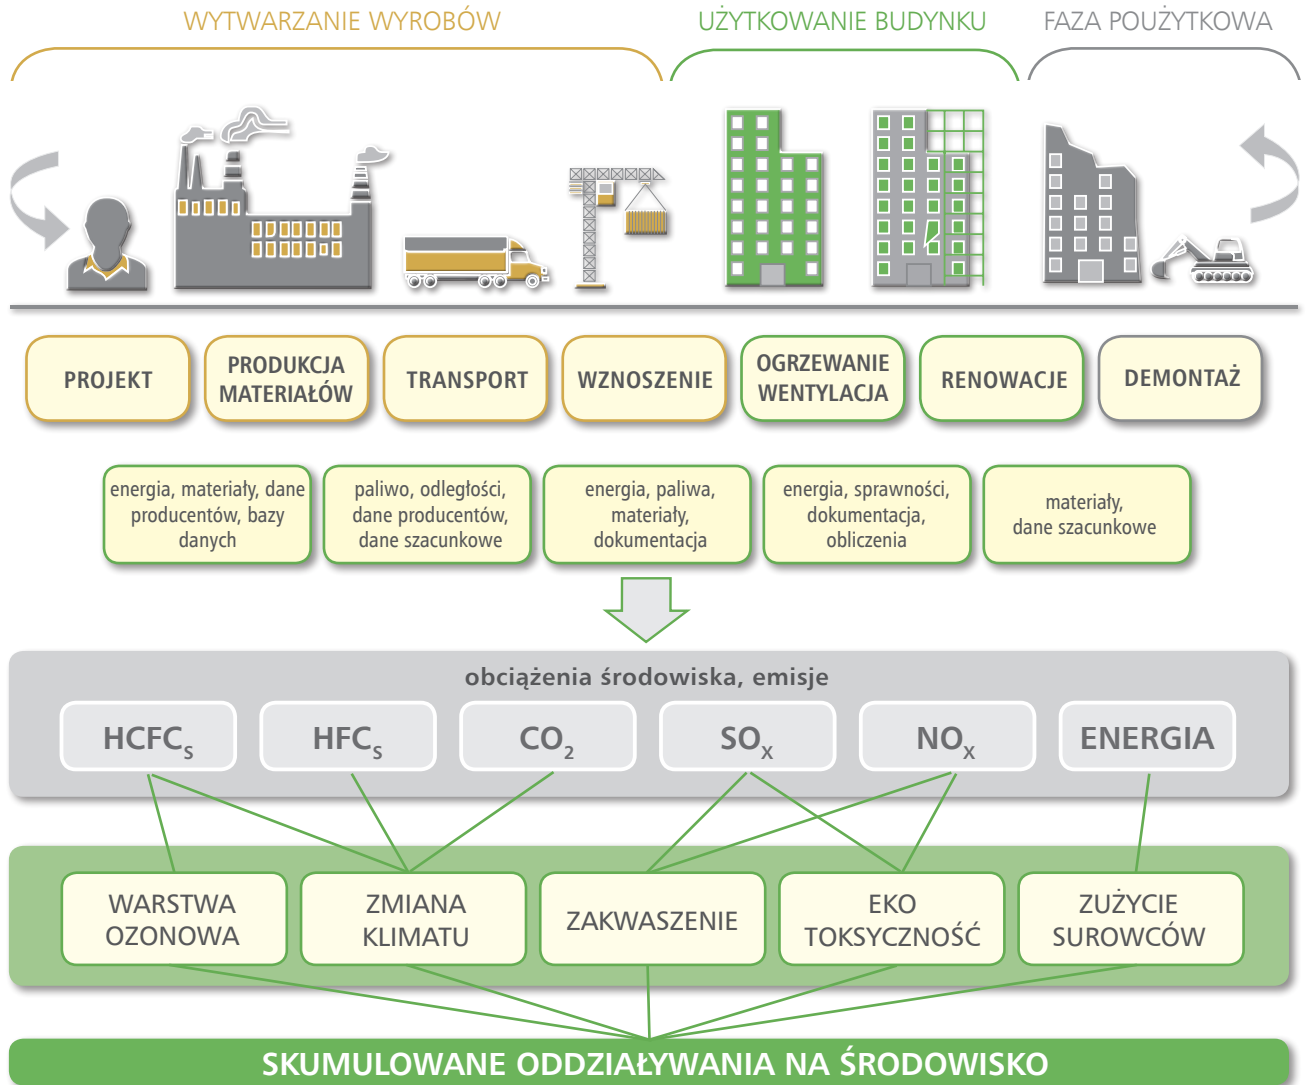 WYTWARZANIE WYROBÓW
UŻYTKOWANIE BUDYNKU
FAZA POUŻYTKOWA
PROJEKT
PRODUKCJA
MATERIAŁÓW
TRANSPORT
WZNOSZENIE
OGRZEWANIE
WENTYLACJA
RENOWACJE
DEMONTAŻ
energia, materiały, dane
producentów, bazy
danych
paliwo, odległości,
dane producentów,
dane szacunkowe
energia, paliwa,
materiały,
dokumentacja
energia, sprawności,
dokumentacja,
obliczenia
materiały,
dane szacunkowe
obciążenia środowiska, emisje
HCFCₛ
HFCₛ
CO₂
SOₓ
NOₓ
ENERGIA
WARSTWA
OZONOWA
ZMIANA
KLIMATU
ZAKWASZENIE
EKO
TOKSYCZNOŚĆ
ZUŻYCIE
SUROWCÓW
SKUMULOWANE ODDZIAŁYWANIA NA ŚRODOWISKO